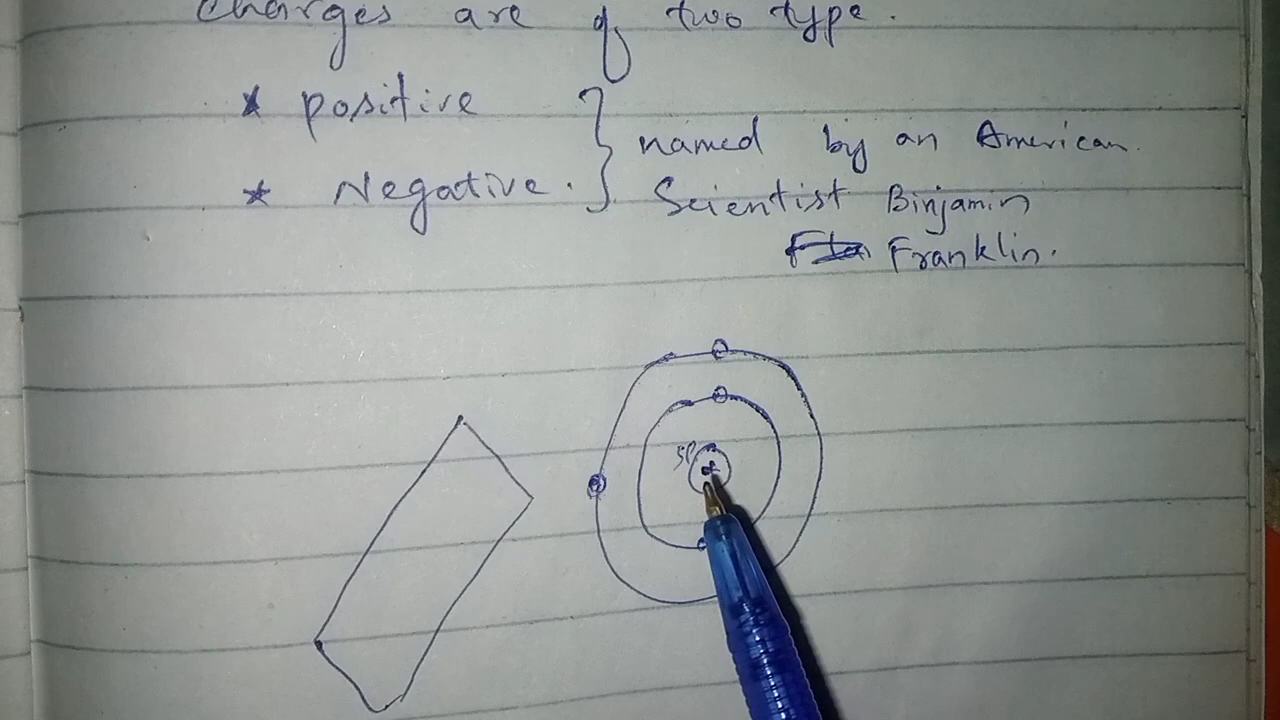 Charges are of two type.
* positive
named by an American.
* Negative.
Scientist Binjamin
Franklin.